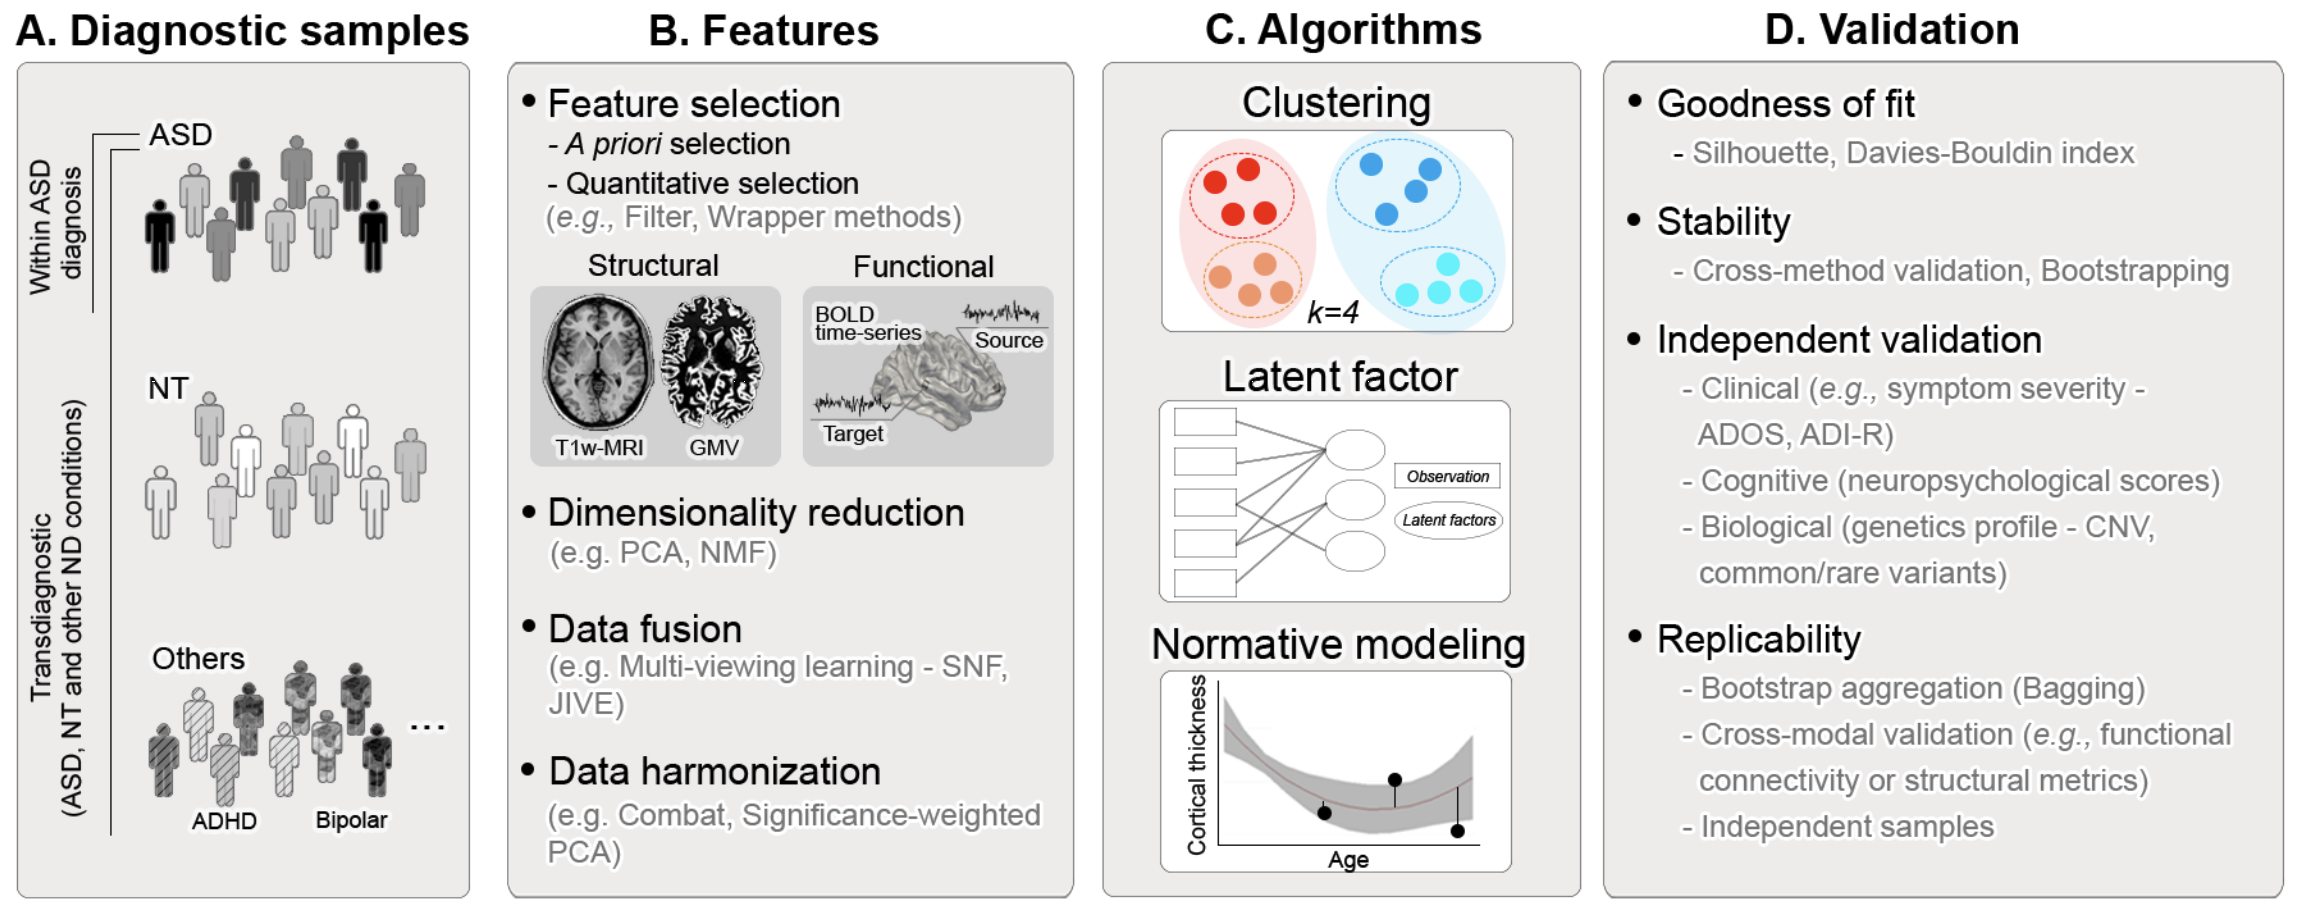 A. Diagnostic samples
Within ASD
diagnosis
ASD
NT
Transdiagnostic
(ASD, NT and other ND conditions)
Others
...
ADHD
Bipolar
B. Features
• Feature selection
- A priori selection
- Quantitative selection
(e.g., Filter, Wrapper methods)
Structural
Functional
T1w-MRI
GMV
BOLD
time-series
Source
Target
• Dimensionality reduction
(e.g. PCA, NMF)
• Data fusion
(e.g. Multi-viewing learning - SNF,
JIVE)
• Data harmonization
(e.g. Combat, Significance-weighted
PCA)
C. Algorithms
Clustering
k=4
Latent factor
Observation
Latent factors
Normative modeling
Cortical thickness
Age
D. Validation
• Goodness of fit
- Silhouette, Davies-Bouldin index
• Stability
- Cross-method validation, Bootstrapping
• Independent validation
- Clinical (e.g., symptom severity -
ADOS, ADI-R)
- Cognitive (neuropsychological scores)
- Biological (genetics profile - CNV,
common/rare variants)
• Replicability
- Bootstrap aggregation (Bagging)
- Cross-modal validation (e.g., functional
connectivity or structural metrics)
- Independent samples